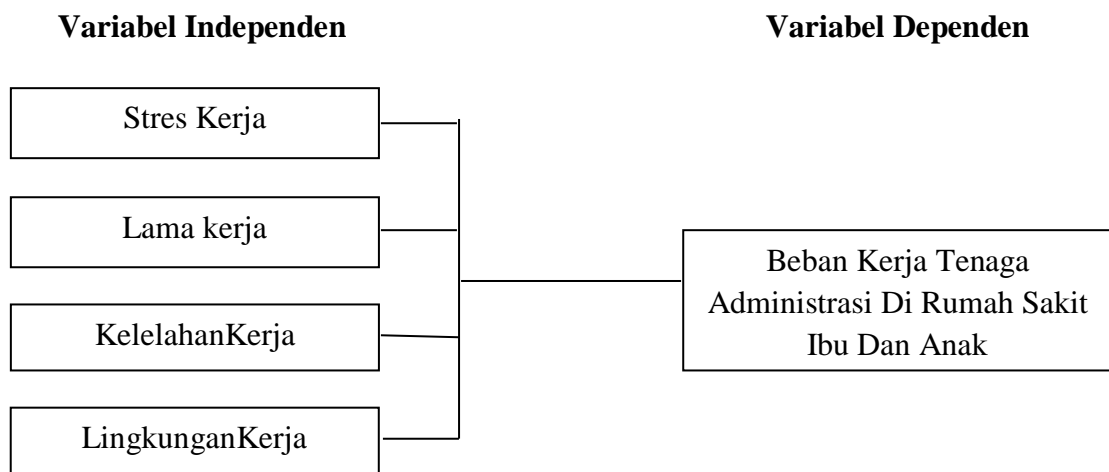 Variabel Independen
Variabel Dependen
Stres Kerja
Lama kerja
KelelahanKerja
LingkunganKerja
Beban Kerja Tenaga
Administrasi Di Rumah Sakit
Ibu Dan Anak